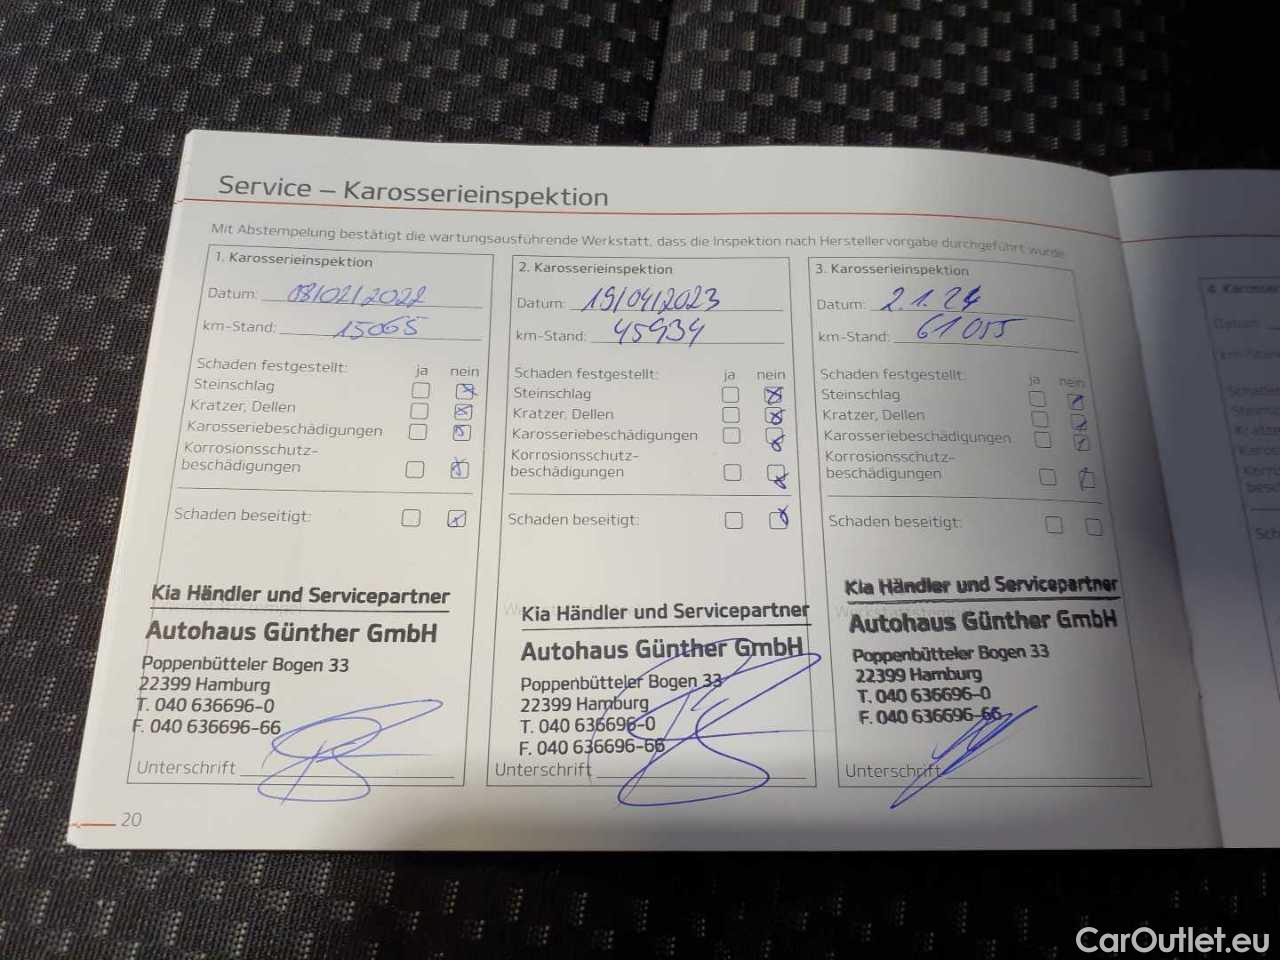 Service – Karosserieinspektion
Mit Abstempelung bestätigt die wartungsausführende Werkstatt, dass die Inspektion nach Herstellervorgabe durchgeführt wurde.
1. Karosserieinspektion
Datum: 08/02/2022
km-Stand: 15065
Schaden festgestellt: ja nein
Steinschlag
Kratzer, Dellen
Karosseriebeschädigungen
Korrosionsschutz-
beschädigungen
Schaden beseitigt:
Kia Händler und Servicepartner
Autohaus Günther GmbH
Poppenbütteler Bogen 33
22399 Hamburg
T. 040 636696-0
F. 040 636696-66
Unterschrift
2. Karosserieinspektion
Datum: 19/04/2023
km-Stand: 45934
Schaden festgestellt: ja nein
Steinschlag
Kratzer, Dellen
Karosseriebeschädigungen
Korrosionsschutz-
beschädigungen
Schaden beseitigt:
Kia Händler und Servicepartner
Autohaus Günther GmbH
Poppenbütteler Bogen 33
22399 Hamburg
T. 040 636696-0
F. 040 636696-66
Unterschrift
3. Karosserieinspektion
Datum: 2.1.24
km-Stand: 61055
Schaden festgestellt: ja nein
Steinschlag
Kratzer, Dellen
Karosseriebeschädigungen
Korrosionsschutz-
beschädigungen
Schaden beseitigt:
Werkstattstempel
Kia Händler und Servicepartner
Autohaus Günther GmbH
Poppenbütteler Bogen 33
22399 Hamburg
T. 040 636696-0
F. 040 636696-66
Unterschrift
20
4. Karosser
Datum:
CarOutlet.eu